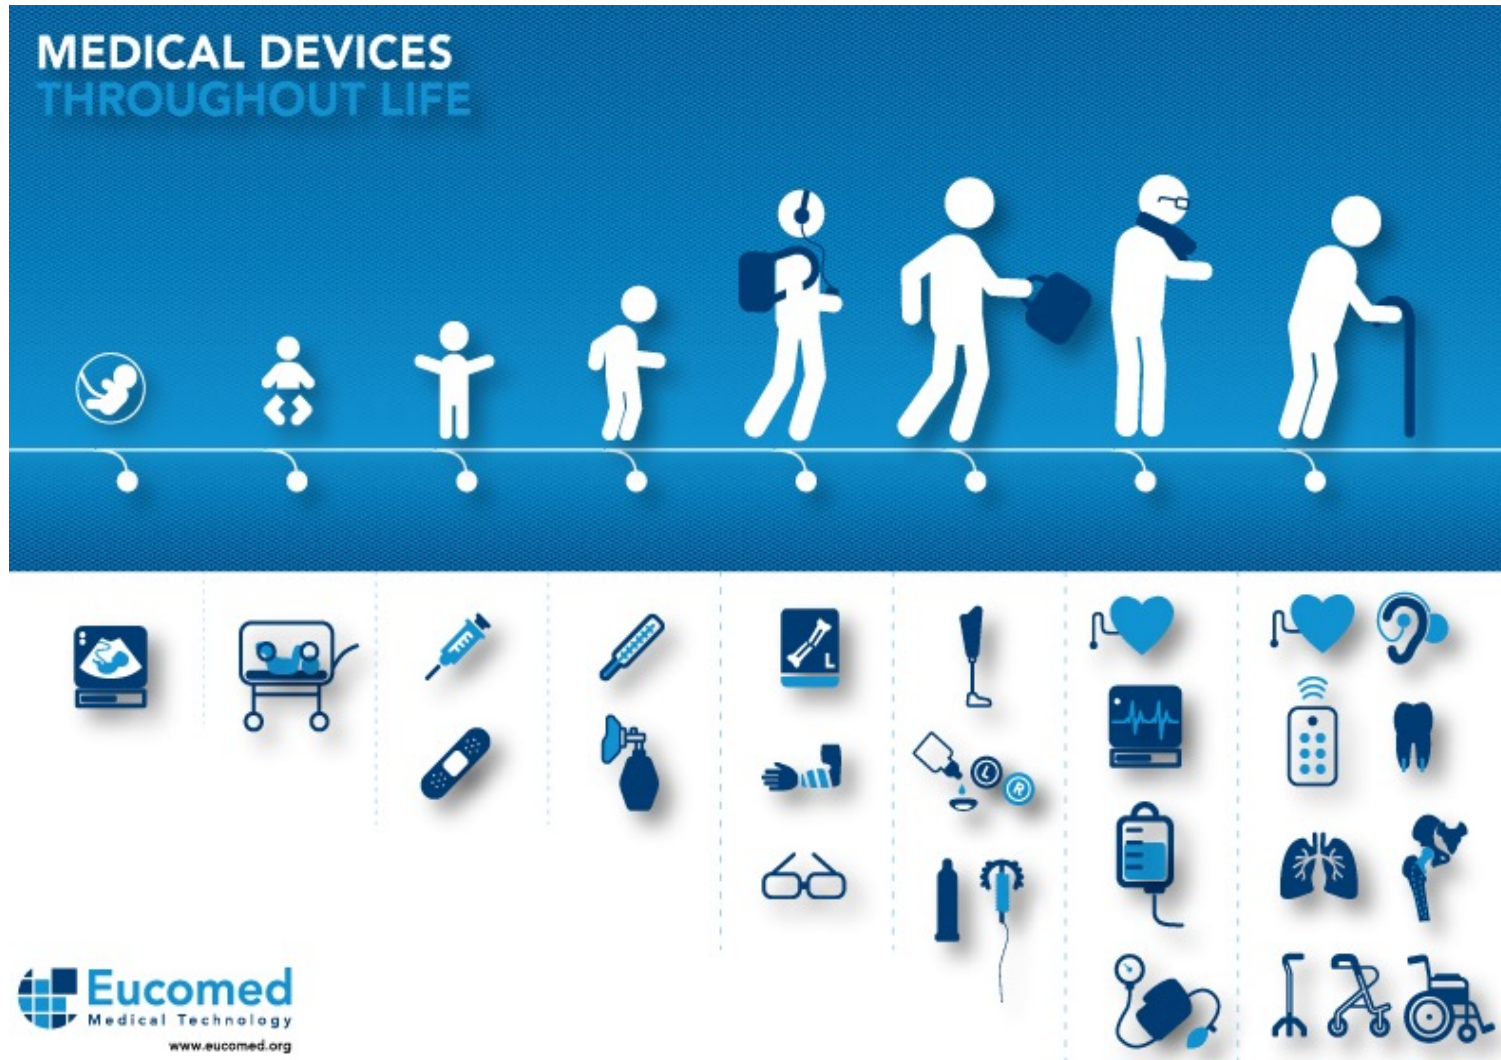 MEDICAL DEVICES
THROUGHOUT LIFE
L
L
R
Eucomed
Medical Technology
www.eucomed.org